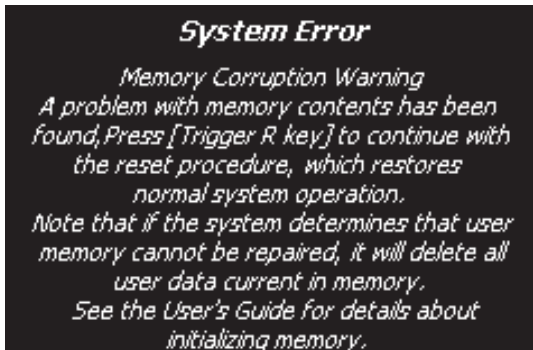 System Error
Memory Corruption Warning
A problem with memory contents has been
found,Press [Trigger R key] to continue with
the reset procedure, which restores
normal system operation.
Note that if the system determines that user
memory cannot be repaired, it will delete all
user data current in memory.
See the User's Guide for details about
initializing memory.